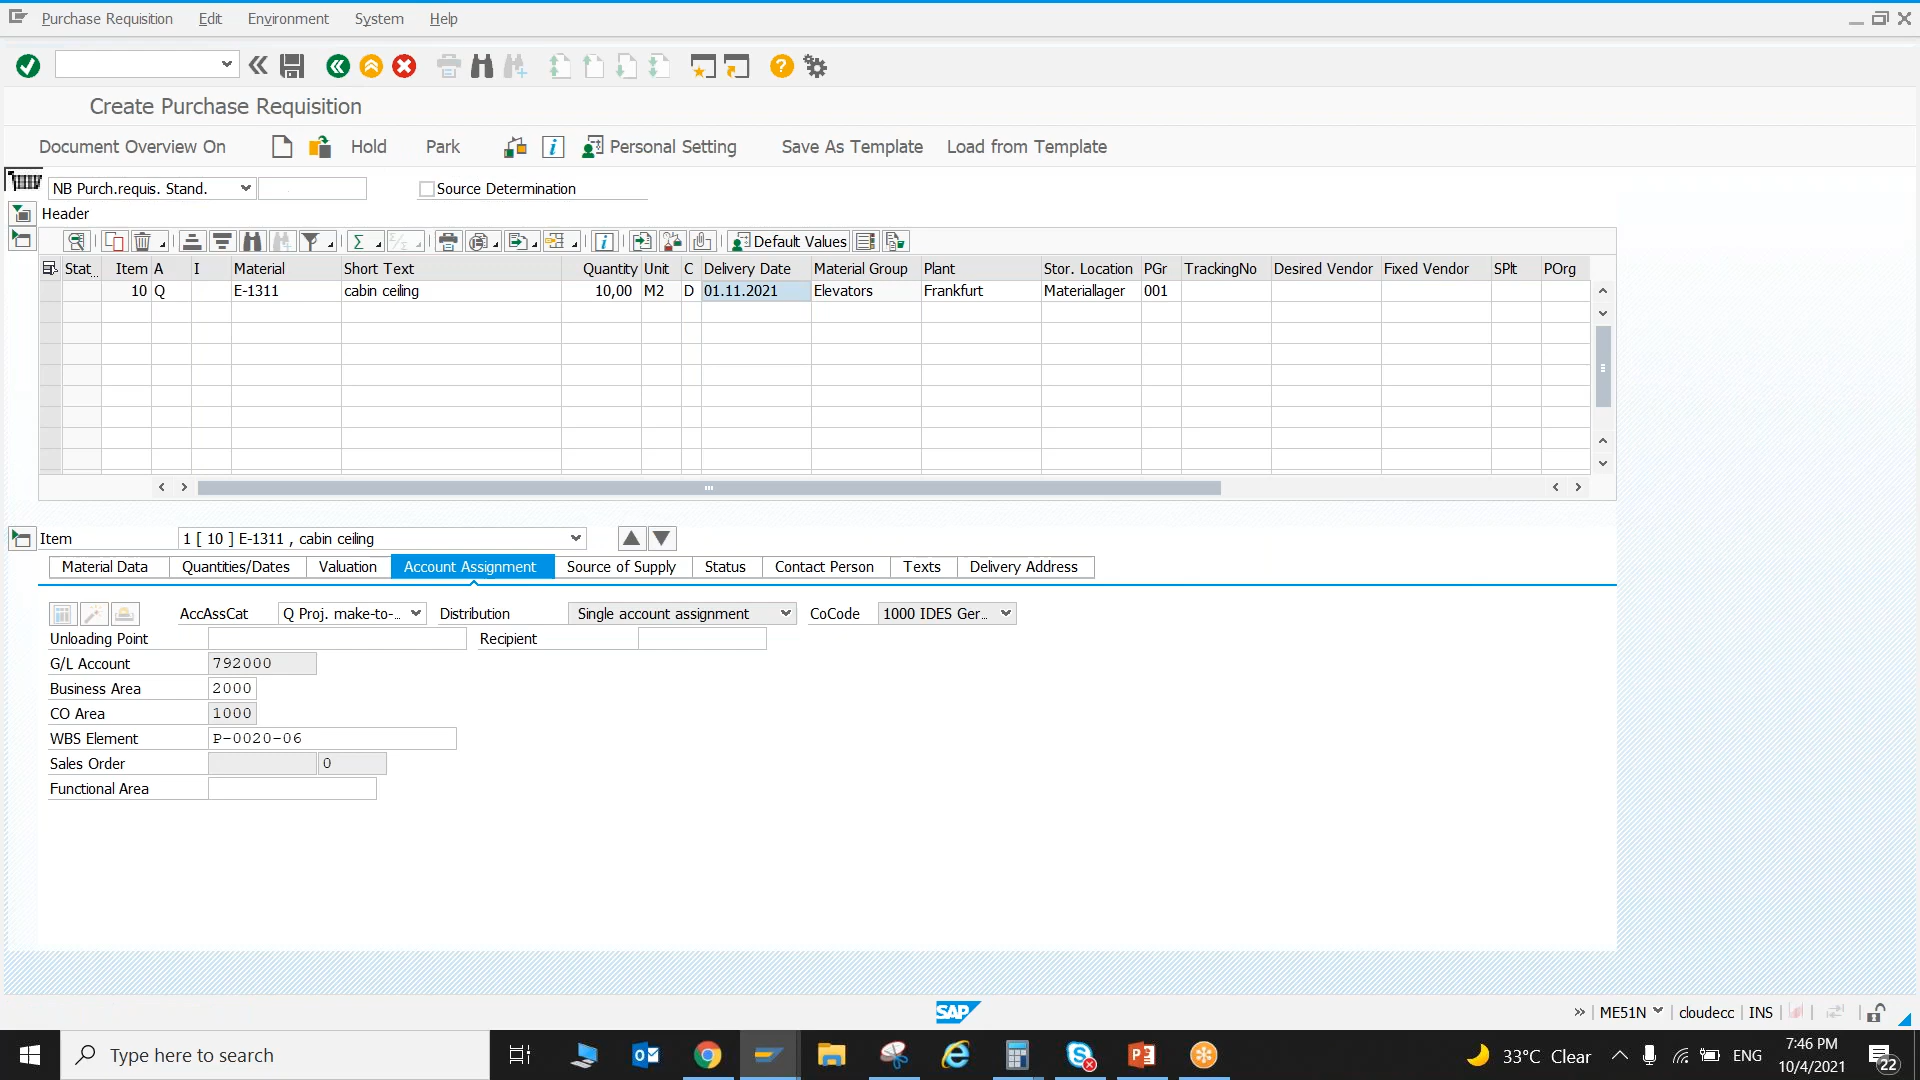 Purchase Requisition Edit Environment System Help
Create Purchase Requisition
Document Overview On Hold Park Personal Setting Save As Template Load from Template
NB Purch.requis. Stand. Source Determination
Header
Default Values
Stat.. Item A I Material Short Text Quantity Unit C Delivery Date Material Group Plant Stor. Location PGr TrackingNo Desired Vendor Fixed Vendor SPlt POrg
10 Q E-1311 cabin ceiling 10,00 M2 D 01.11.2021 Elevators Frankfurt Materiallager 001
Item 1 [ 10 ] E-1311 , cabin ceiling
Material Data Quantities/Dates Valuation Account Assignment Source of Supply Status Contact Person Texts Delivery Address
AccAssCat Q Proj. make-to-... Distribution Single account assignment CoCode 1000 IDES Ger...
Unloading Point Recipient
G/L Account 792000
Business Area 2000
CO Area 1000
WBS Element P-0020-06
Sales Order 0
Functional Area
SAP
ME51N cloudecc INS
Type here to search
33°C Clear ENG 7:46 PM
10/4/2021 22